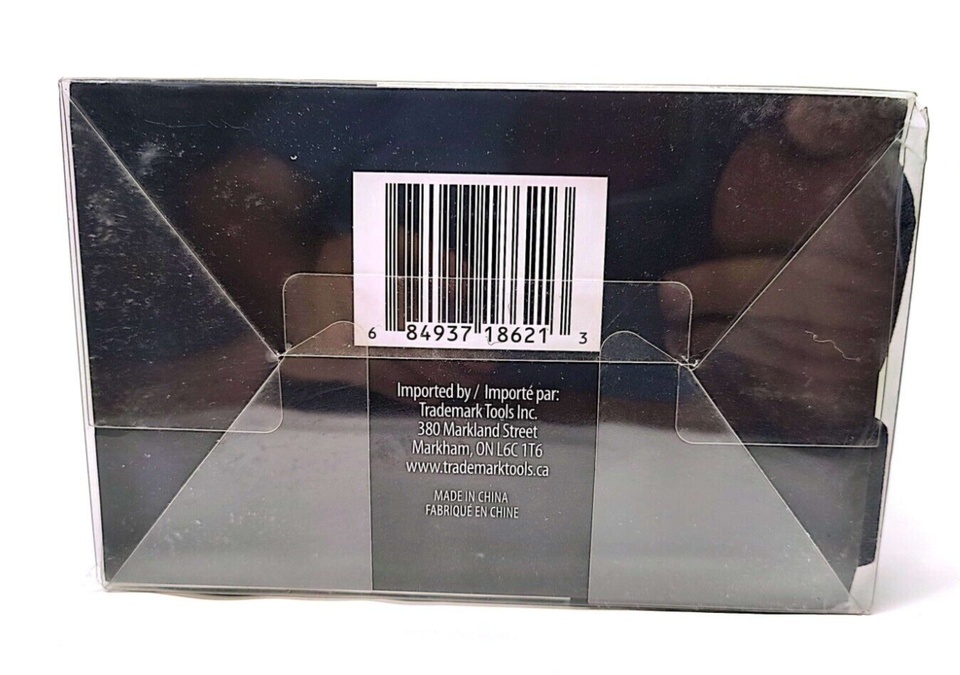 6 84937 18621 3
Imported by / Importé par:
Trademark Tools Inc.
380 Markland Street
Markham, ON L6C 1T6
www.trademarktools.ca
MADE IN CHINA
FABRIQUÉ EN CHINE